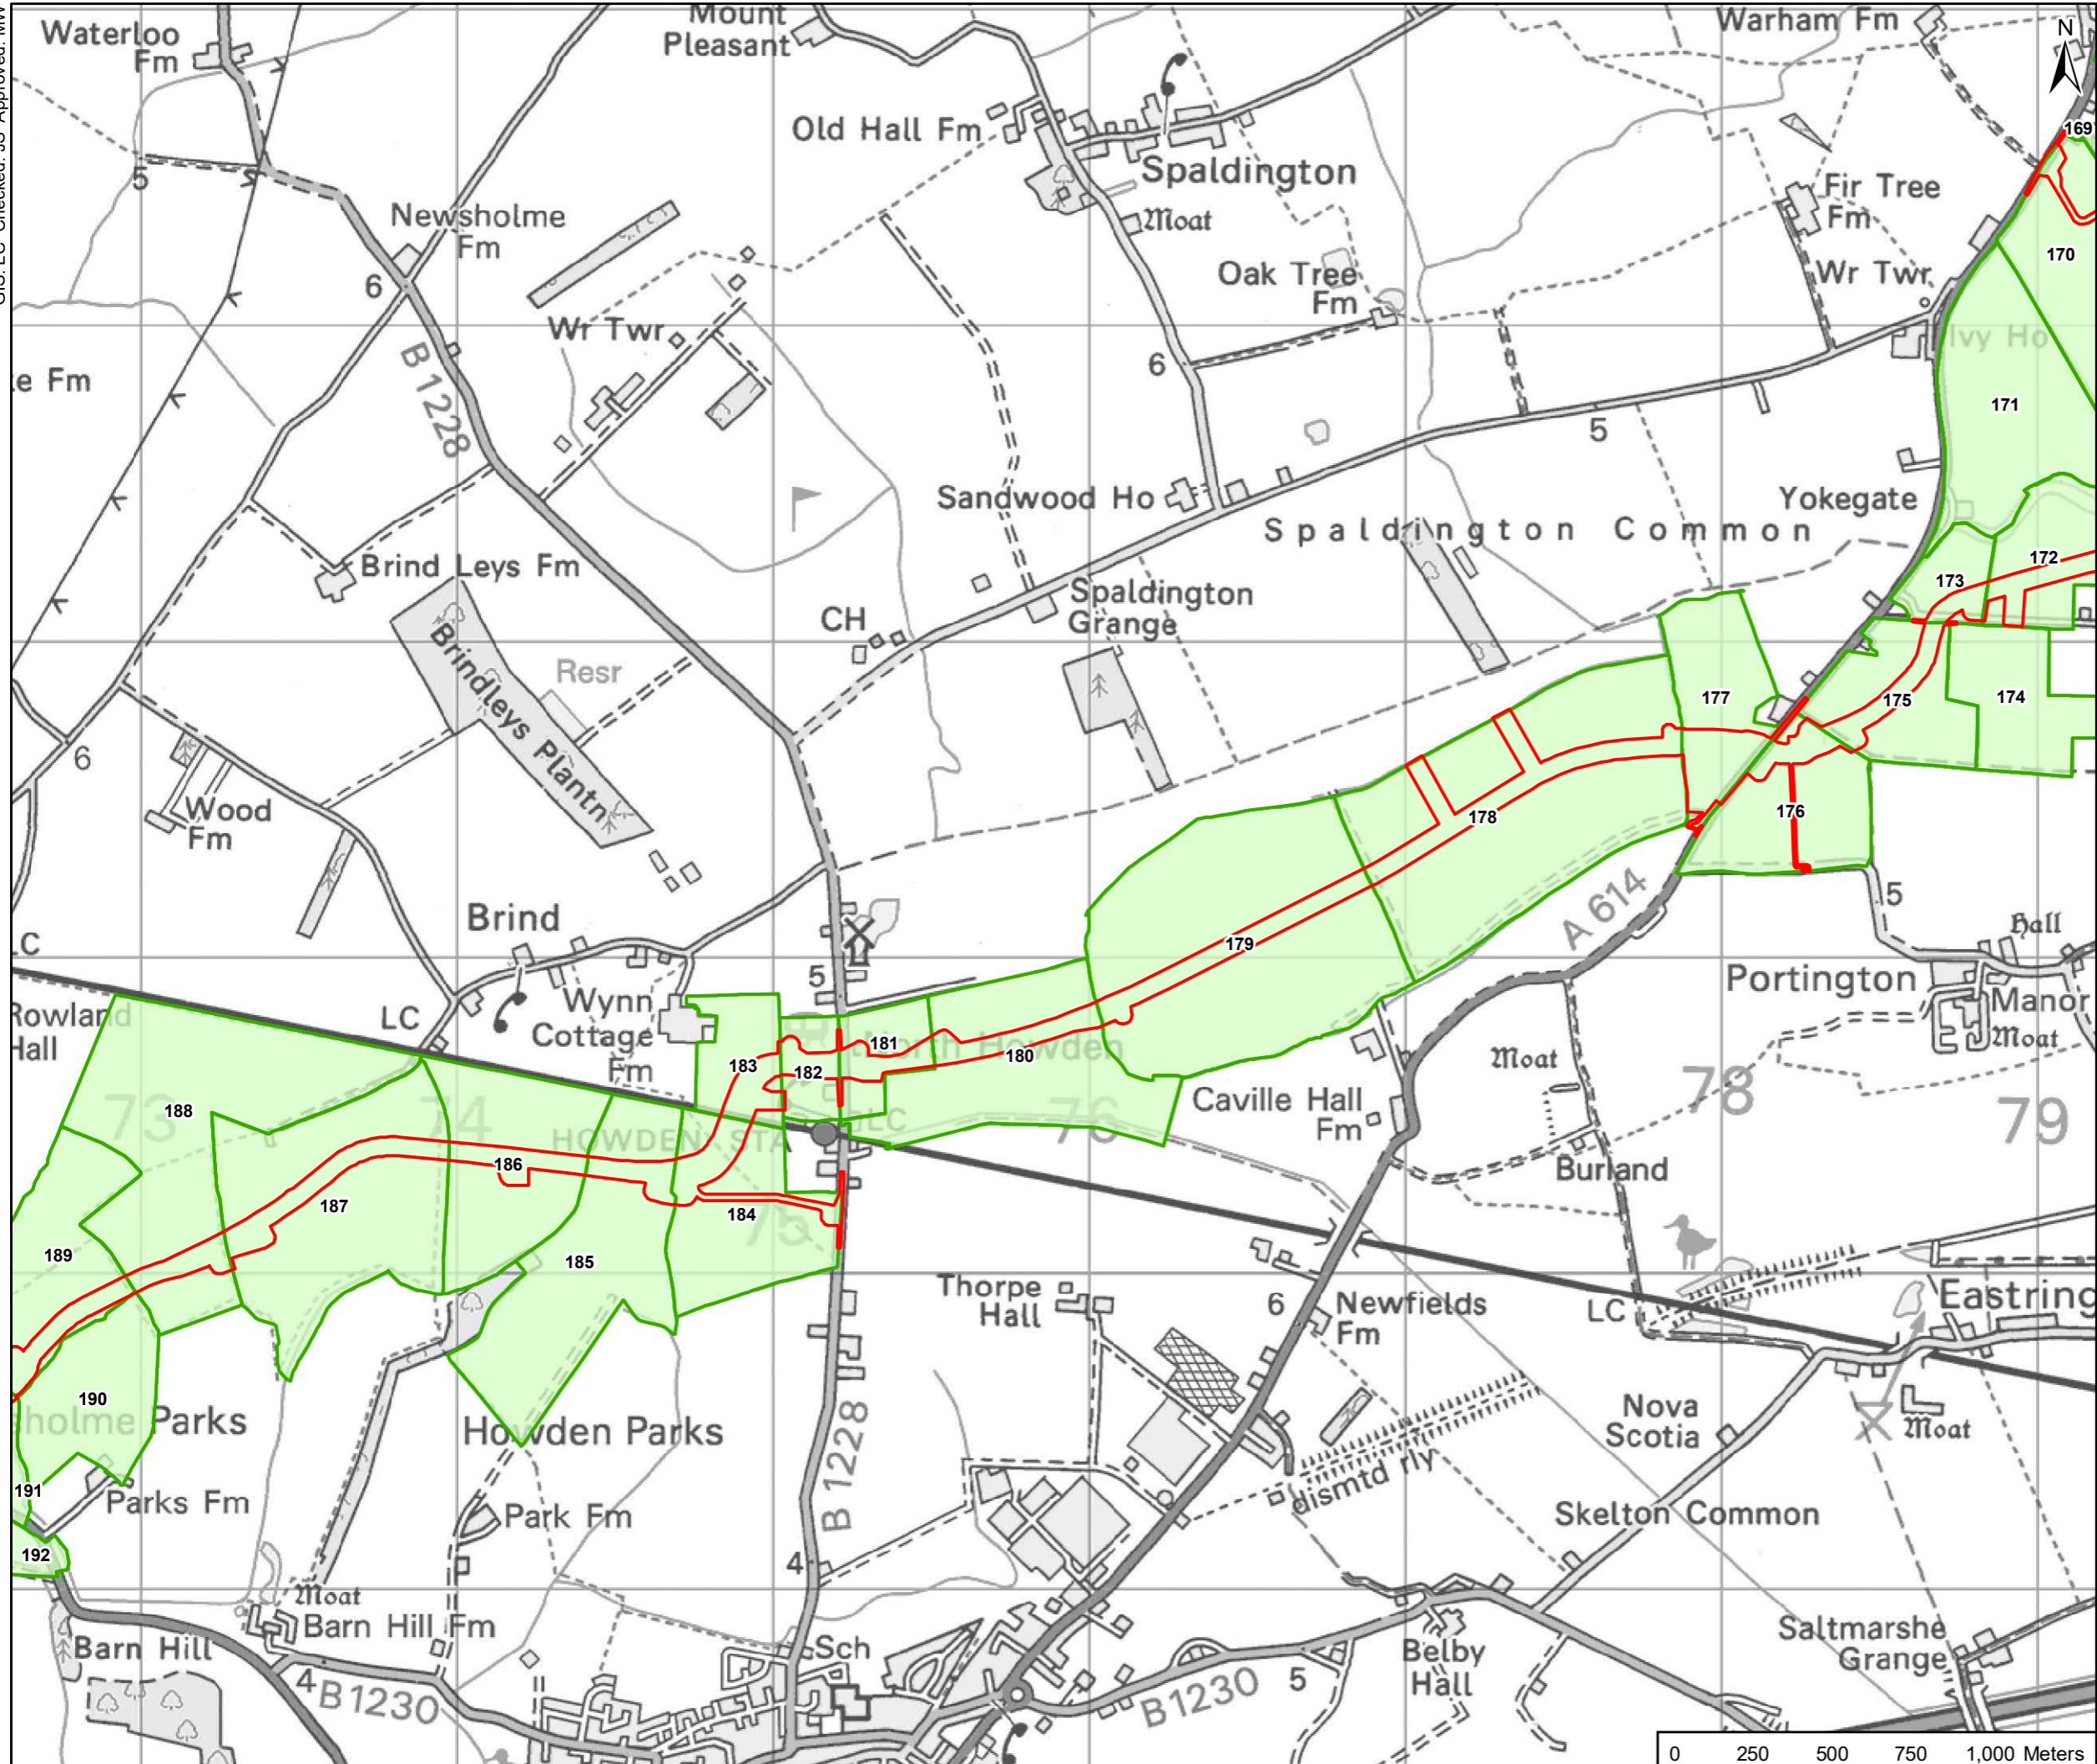 Waterloo
Fm
Mount
Pleasant
Warham Fm
N
169
Old Hall Fm
Spaldington
Moat
5
Newsholme
Fm
6
Fir Tree
Fm
170
Oak Tree
Fm
Wr Twr
Wr Twr
Ivy Ho
B 1228
e Fm
6
171
5
Sandwood Ho
Yokegate
Spaldington Common
Brind Leys Fm
172
173
Spaldington
Grange
CH
Brindleys Plantn
Resr
177
175
174
6
Wood
Fm
178
176
A 614
5
Brind
LC
179
Hall
5
Portington
Manor
Moat
Wynn
Cottage
Fm
LC
Rowland
Hall
181
North Howden
180
183
182
Moat
78
79
188
73
74
HOWDEN STA
LC
76
Caville Hall
Fm
186
187
184
75
Burland
189
185
Thorpe
Hall
6
Newfields
Fm
LC
Eastring
190
sholme Parks
Howden Parks
Nova
Scotia
Moat
191
Parks Fm
B 1228
dismtd rly
Park Fm
Skelton Common
192
4
Moat
Barn Hill Fm
Barn Hill
Sch
Saltmarshe
Grange
Belby
Hall
4
B 1230
B 1230
5
0 250 500 750 1,000 Meters